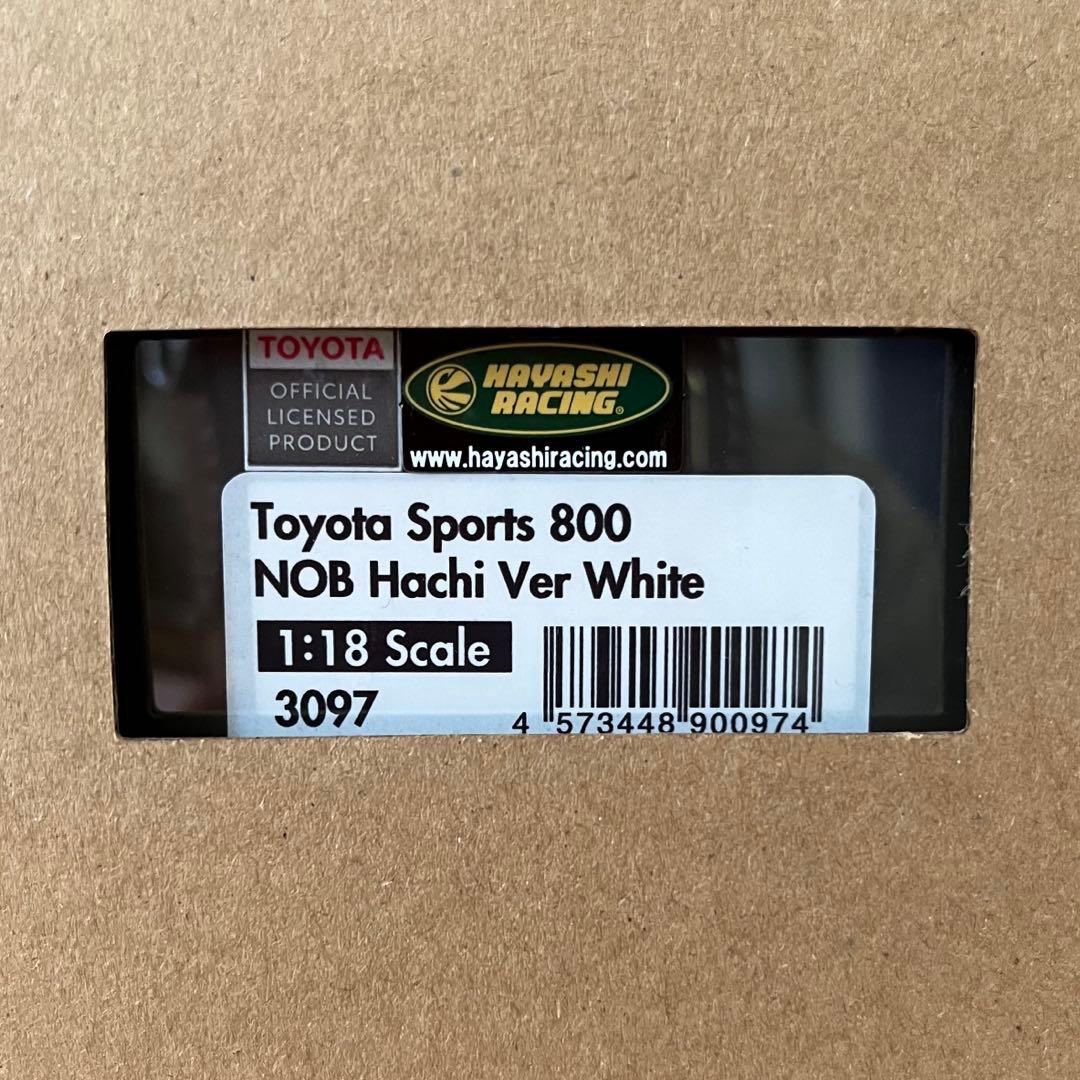 TOYOTA
OFFICIAL
LICENSED
PRODUCT
HAYASHI
RACING®
www.hayashiracing.com
Toyota Sports 800
NOB Hachi Ver White
1:18 Scale
3097
4 573448 900974